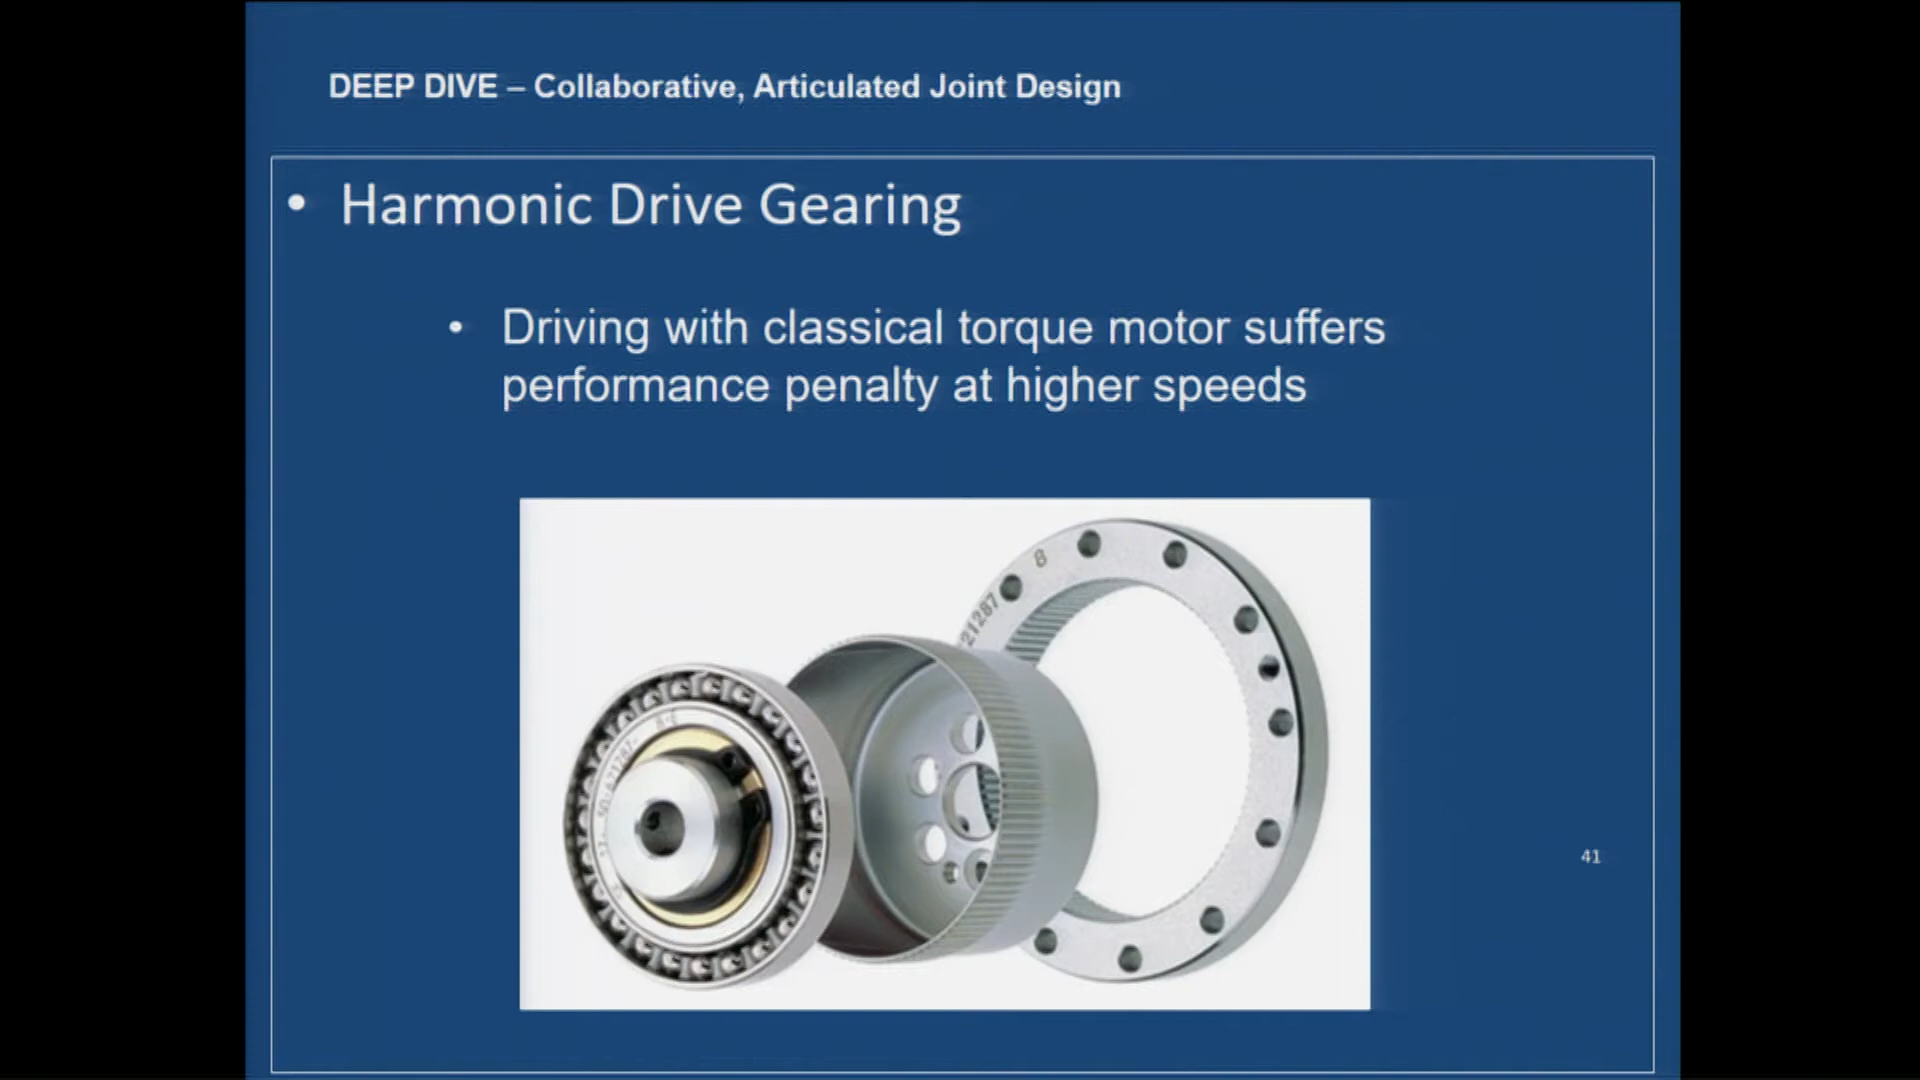 DEEP DIVE – Collaborative, Articulated Joint Design
• Harmonic Drive Gearing
• Driving with classical torque motor suffers
performance penalty at higher speeds
8
21287
41